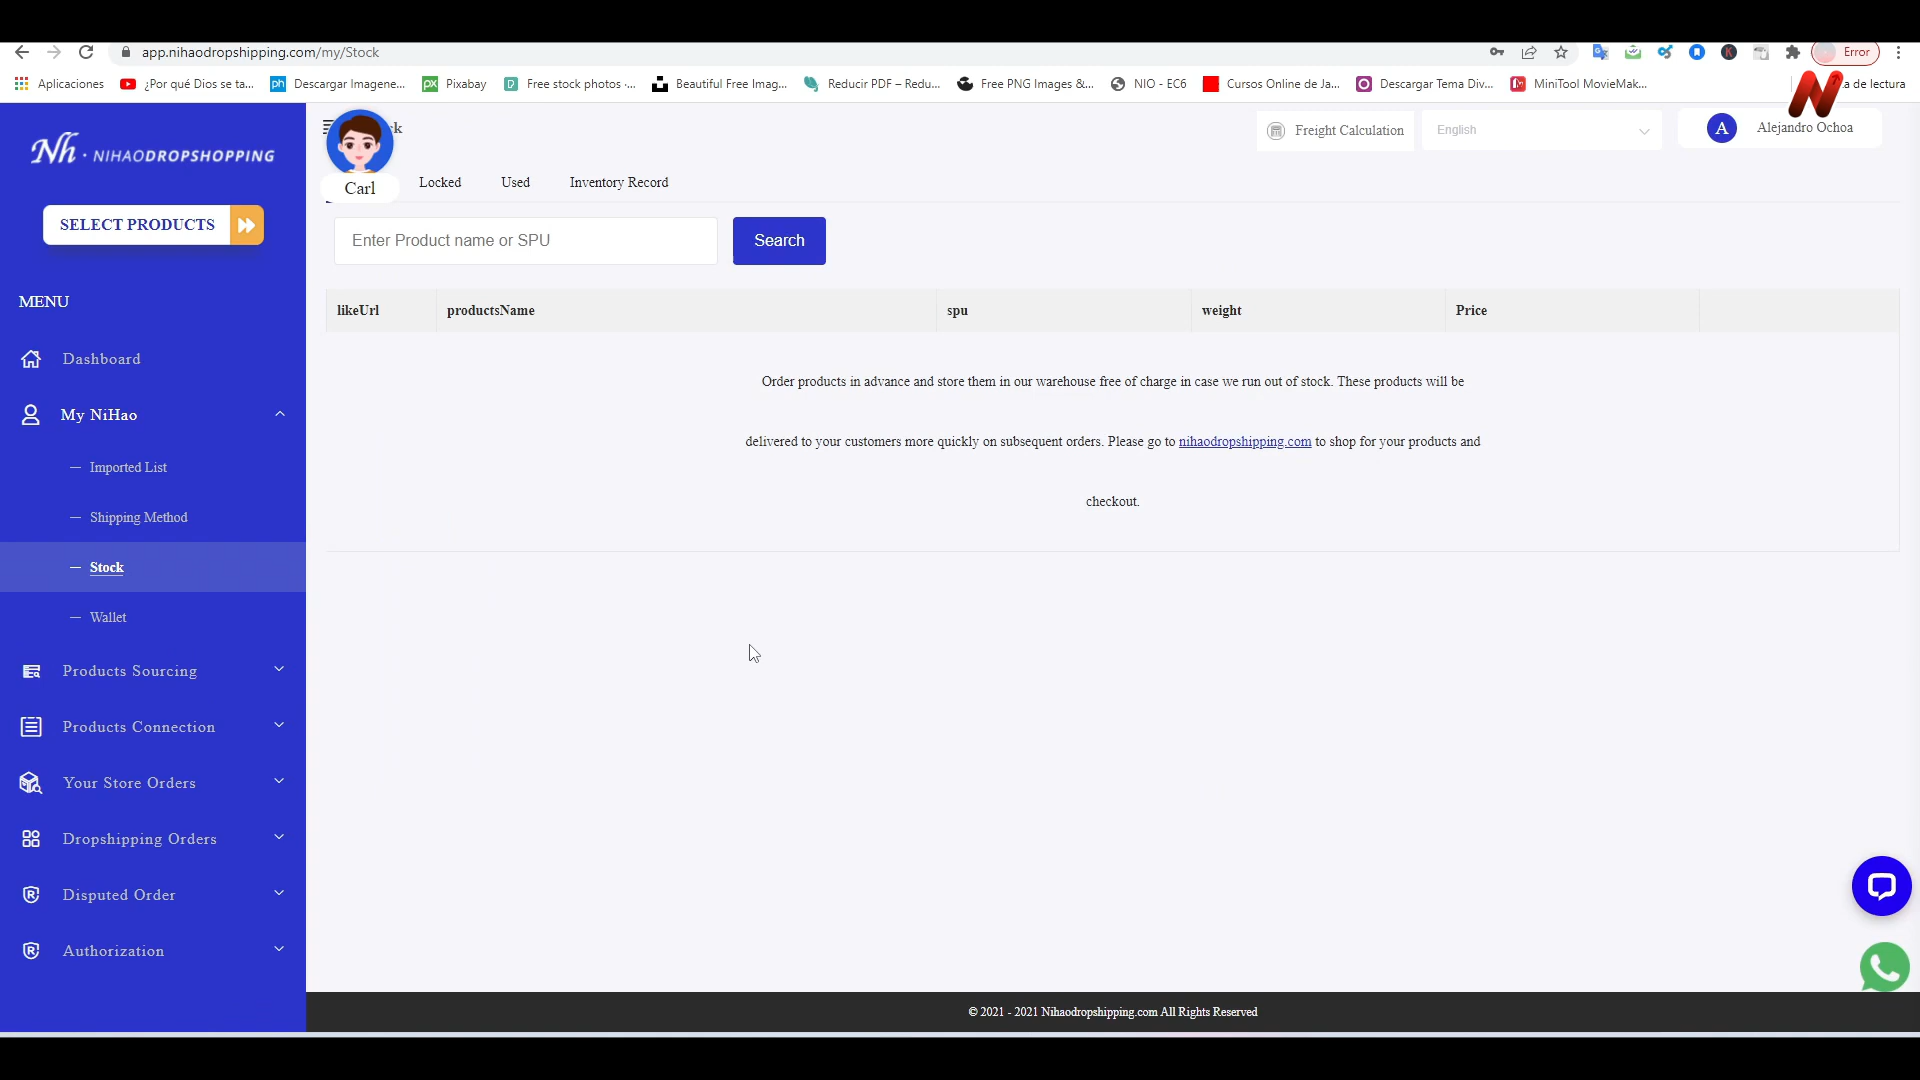 app.nihaodropshipping.com/my/Stock
Error
Aplicaciones
¿Por qué Dios se ta...
Descargar Imagene...
Pixabay
Free stock photos ·...
Beautiful Free Imag...
Reducir PDF – Redu...
Free PNG Images &...
NIO - EC6
Cursos Online de Ja...
Descargar Tema Div...
MiniTool MovieMak...
de lectura
Nh · NIHAODROPSHOPPING
Freight Calculation
English
A
Alejandro Ochoa
Carl
Locked
Used
Inventory Record
SELECT PRODUCTS
Enter Product name or SPU
Search
MENU
likeUrl
productsName
spu
weight
Price
Dashboard
Order products in advance and store them in our warehouse free of charge in case we run out of stock. These products will be
delivered to your customers more quickly on subsequent orders. Please go to nihaodropshipping.com to shop for your products and
checkout.
My NiHao
— Imported List
— Shipping Method
— Stock
— Wallet
Products Sourcing
Products Connection
Your Store Orders
Dropshipping Orders
Disputed Order
Authorization
© 2021 - 2021 Nihaodropshipping.com All Rights Reserved